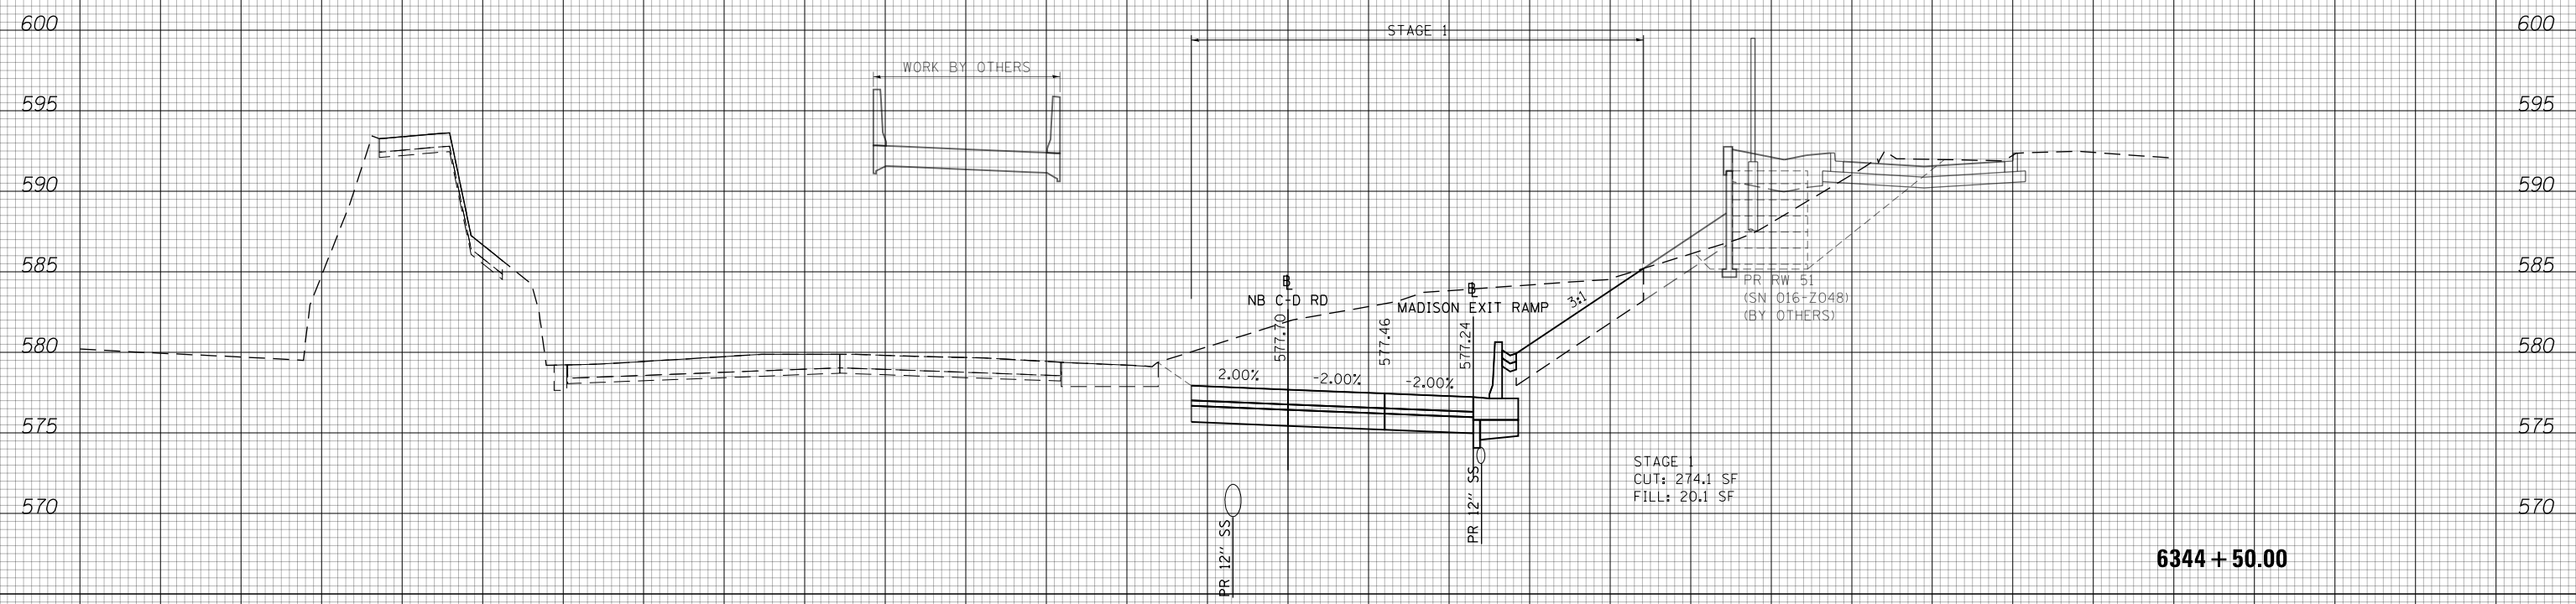 600
600
STAGE 1
WORK BY OTHERS
595
595
590
590
585
585
℄ B
NB C-D RD
MADISON EXIT RAMP
3:1
PR RW 51
(SN 016-Z048)
(BY OTHERS)
577.70
577.46
577.24
580
580
2.00%
-2.00%
-2.00%
575
575
STAGE 1
CUT: 274.1 SF
FILL: 20.1 SF
570
570
PR 12" SS
PR 12" SS
6344+50.00